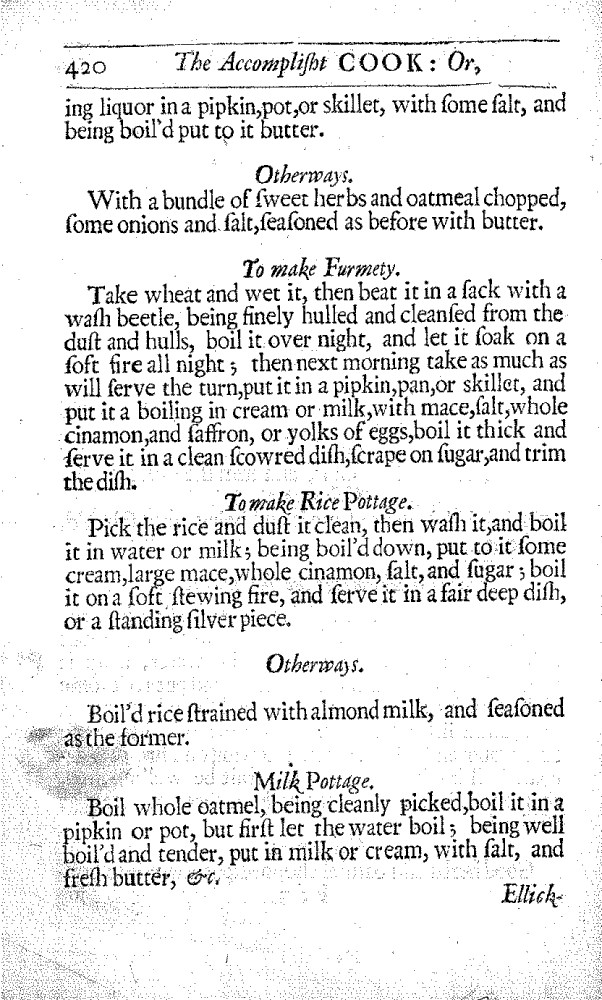 420 The Accompliſht COOK: Or,
ing liquor in a pipkin,pot,or skillet, with ſome ſalt, and
being boil'd put to it butter.
Otherways.
With a bundle of ſweet herbs and oatmeal chopped,
ſome onions and ſalt,ſeaſoned as before with butter.
To make Furmety.
Take wheat and wet it, then beat it in a ſack with a
waſh beetle, being finely hulled and cleanſed from the
duſt and hulls, boil it over night, and let it ſoak on a
ſoft fire all night; then next morning take as much as
will ſerve the turn,put it in a pipkin,pan,or skillet, and
put it a boiling in cream or milk,with mace,ſalt,whole
cinamon,and ſaffron, or yolks of eggs,boil it thick and
ſerve it in a clean ſcowred diſh,ſcrape on ſugar,and trim
the diſh.
To make Rice Pottage.
Pick the rice and duſt it clean, then waſh it,and boil
it in water or milk; being boil'd down, put to it ſome
cream,large mace,whole cinamon, ſalt,and ſugar; boil
it on a ſoft ſtewing fire, and ſerve it in a fair deep diſh,
or a ſtanding ſilver piece.
Otherways.
Boil'd rice ſtrained with almond milk, and ſeaſoned
as the former.
Milk Pottage.
Boil whole oatmel, being cleanly picked,boil it in a
pipkin or pot, but firſt let the water boil; being well
boil'd and tender, put in milk or cream, with ſalt, and
freſh butter, &c.
Ellick-